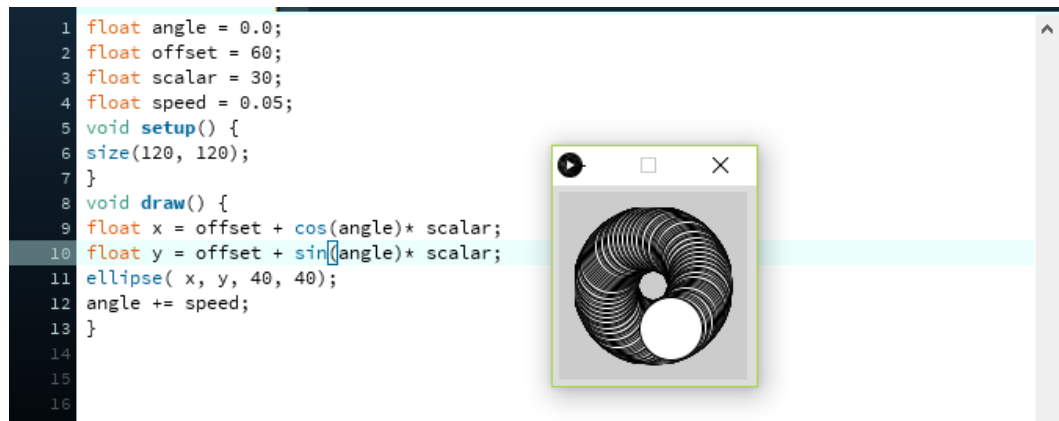 1 float angle = 0.0;
2 float offset = 60;
3 float scalar = 30;
4 float speed = 0.05;
5 void setup() {
6 size(120, 120);
7 }
8 void draw() {
9 float x = offset + cos(angle)* scalar;
10 float y = offset + sin(angle)* scalar;
11 ellipse( x, y, 40, 40);
12 angle += speed;
13 }
14
15
16